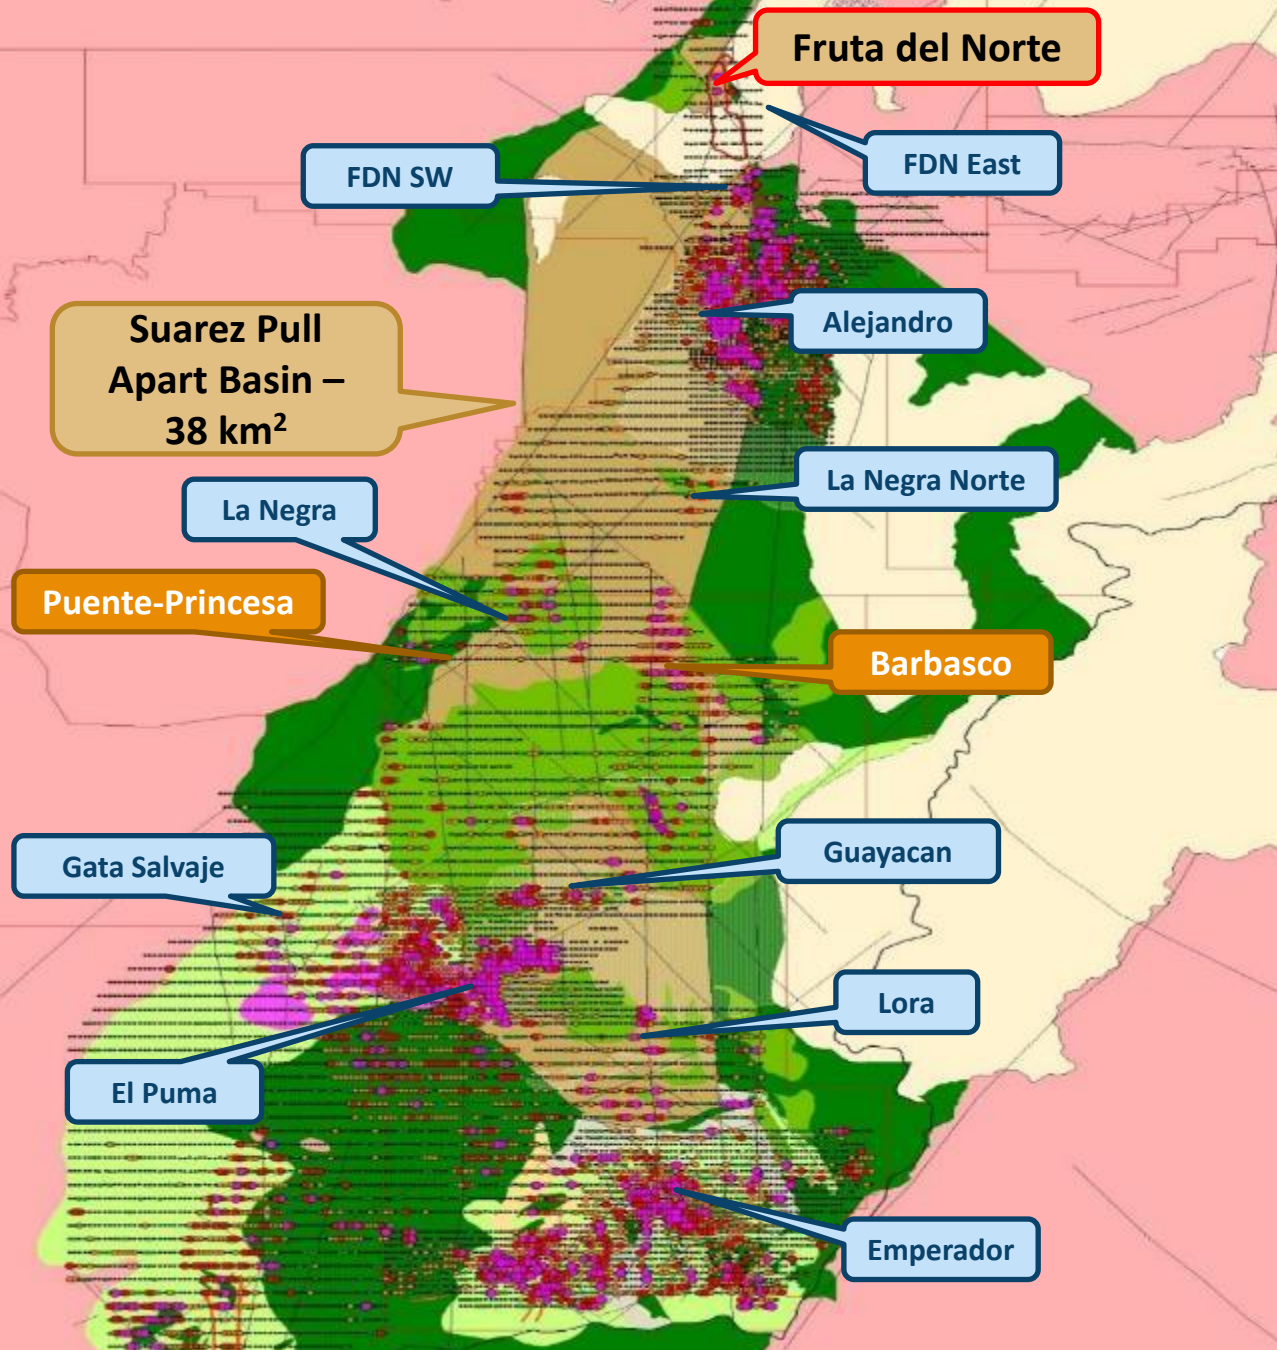 Fruta del Norte
FDN East
FDN SW
Alejandro
Suarez Pull
Apart Basin –
38 km²
La Negra Norte
La Negra
Puente-Princesa
Barbasco
Guayacan
Gata Salvaje
Lora
El Puma
Emperador